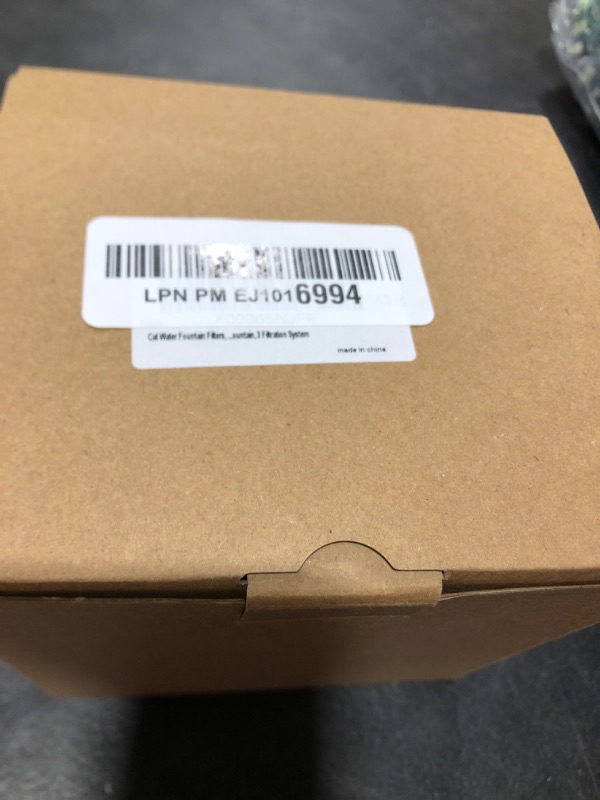 LPN PM EJ1016994
Cat Water Fountain Filters, ...ountain, 3 Filtration System
made in china